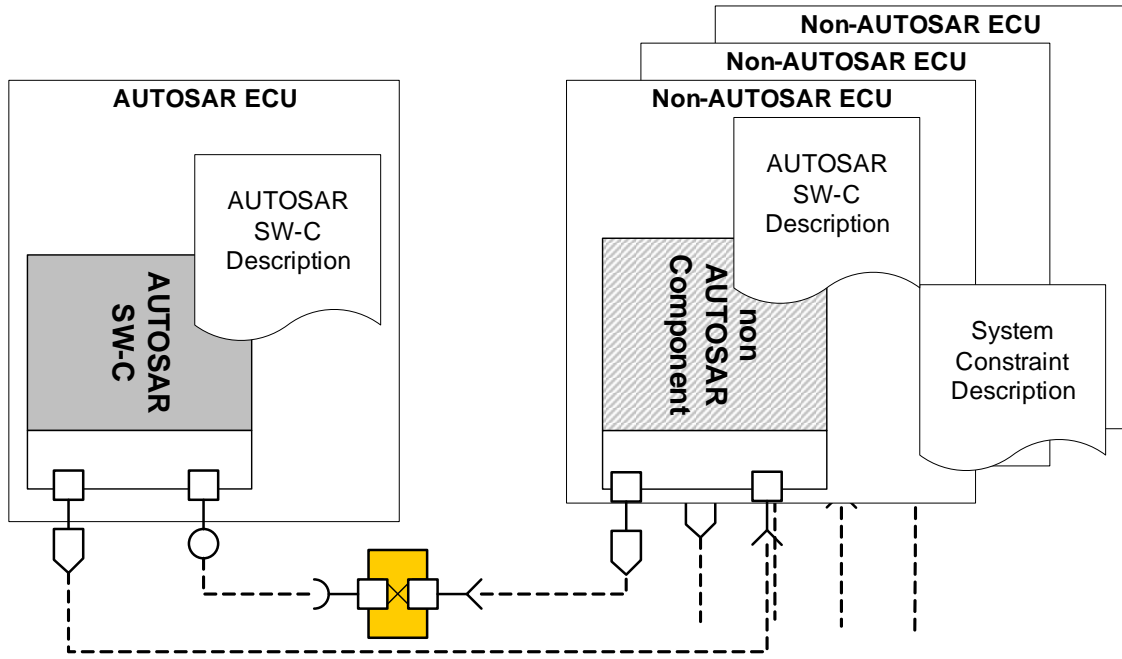 Non-AUTOSAR ECU
Non-AUTOSAR ECU
AUTOSAR ECU
Non-AUTOSAR ECU
AUTOSAR
SW-C
Description
AUTOSAR
SW-C
AUTOSAR
SW-C
Description
non
AUTOSAR
Component
System
Constraint
Description